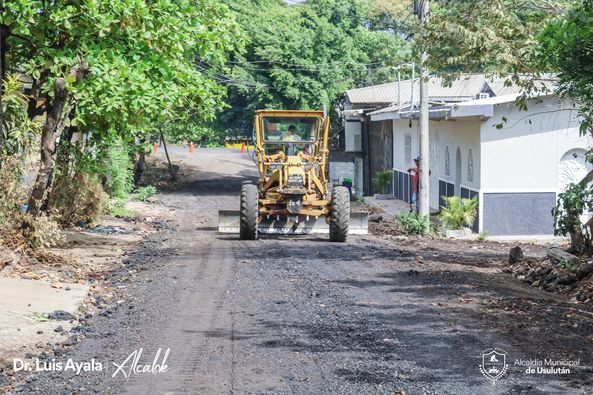 Dr. Luis Ayala Alcalde
Alcaldía Municipal
de Usulután